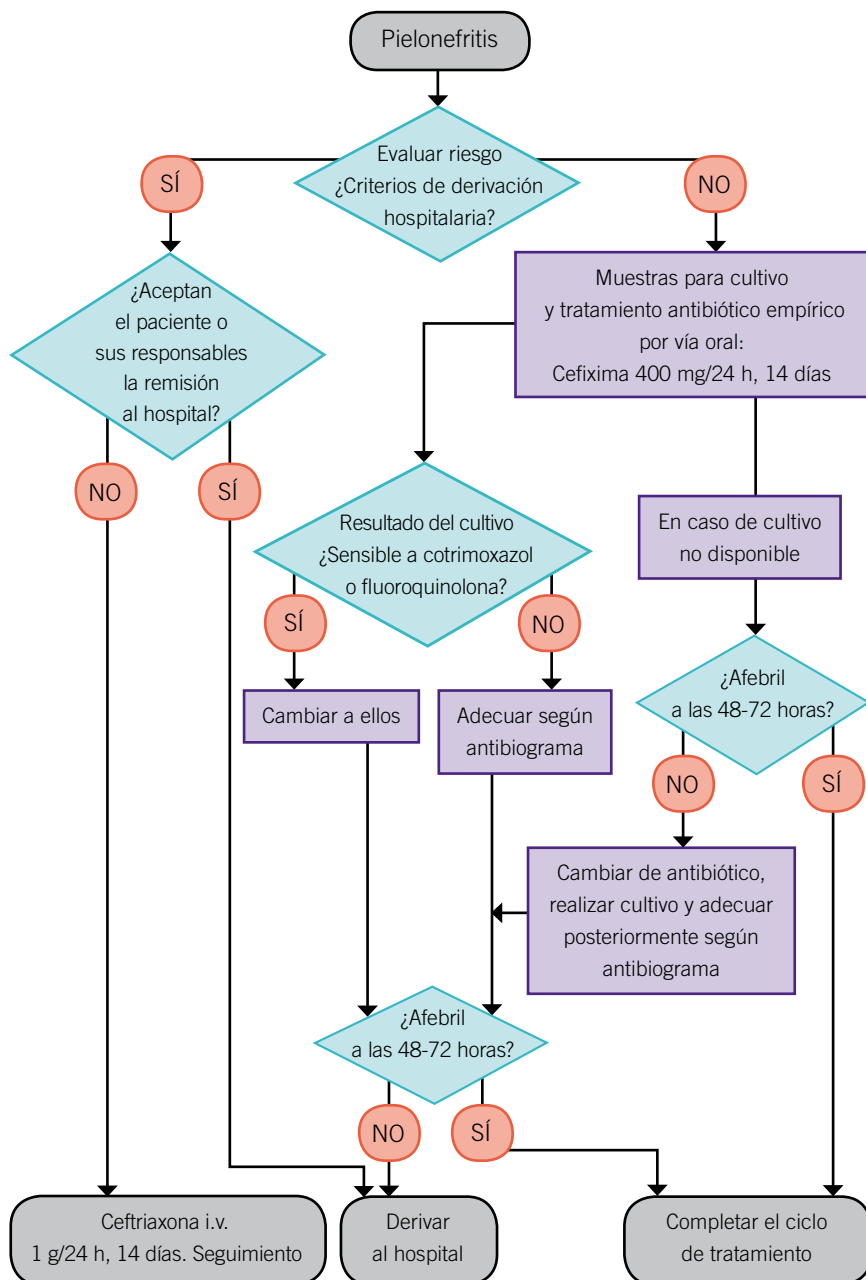 Pielonefritis
Evaluar riesgo
¿Criterios de derivación
hospitalaria?
SÍ
NO
¿Aceptan
el paciente o
sus responsables
la remisión
al hospital?
Muestras para cultivo
y tratamiento antibiótico empírico
por vía oral:
Cefixima 400 mg/24 h, 14 días
NO
SÍ
Resultado del cultivo
¿Sensible a cotrimoxazol
o fluoroquinolona?
En caso de cultivo
no disponible
SÍ
NO
Cambiar a ellos
Adecuar según
antibiograma
¿Afebril
a las 48-72 horas?
NO
SÍ
Cambiar de antibiótico,
realizar cultivo y adecuar
posteriormente según
antibiograma
¿Afebril
a las 48-72 horas?
NO
SÍ
Ceftriaxona i.v.
1 g/24 h, 14 días. Seguimiento
Derivar
al hospital
Completar el ciclo
de tratamiento